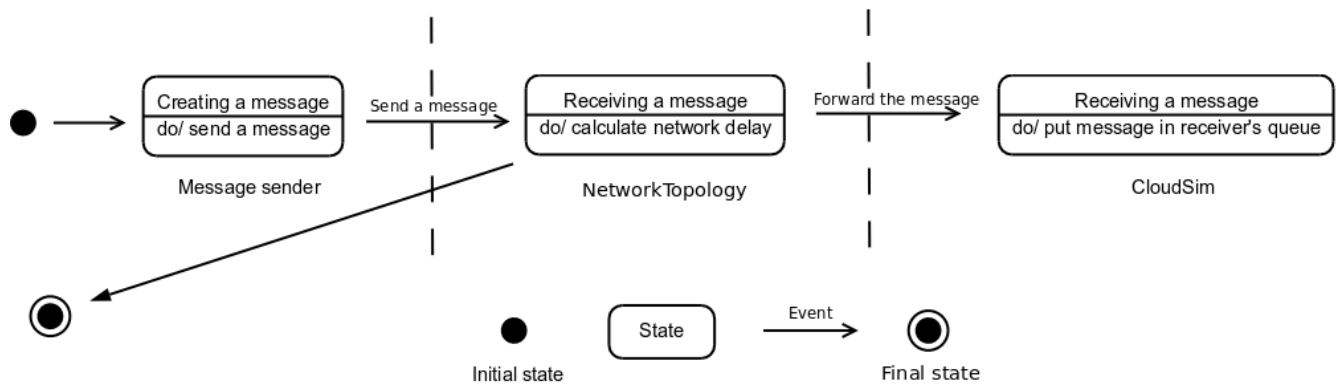 Creating a message
do/ send a message
Message sender
Send a message
Receiving a message
do/ calculate network delay
NetworkTopology
Forward the message
Receiving a message
do/ put message in receiver's queue
CloudSim
State
Event
Initial state
Final state